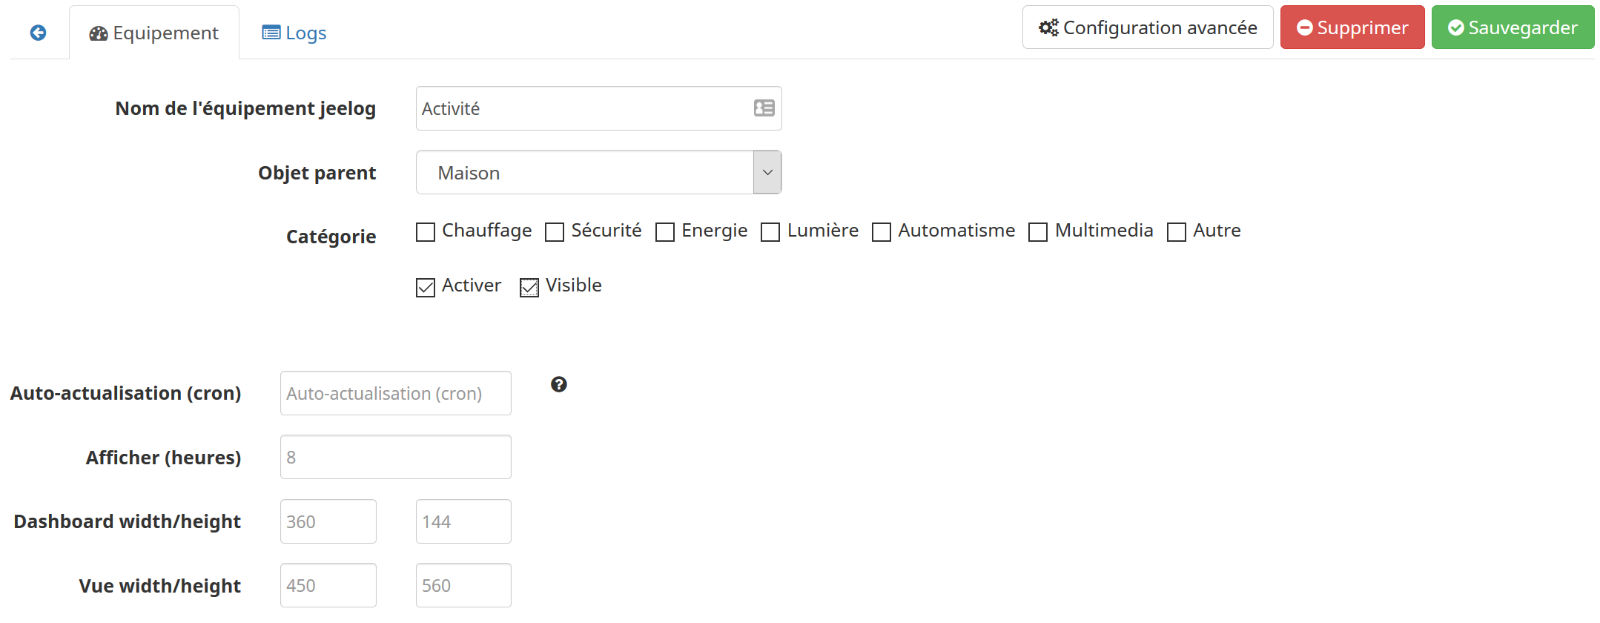 Equipement Logs Configuration avancée Supprimer Sauvegarder
Nom de l'équipement jeelog Activité
Objet parent Maison
Catégorie Chauffage Sécurité Energie Lumière Automatisme Multimedia Autre
Activer Visible
Auto-actualisation (cron) Auto-actualisation (cron) ?
Afficher (heures) 8
Dashboard width/height 360 144
Vue width/height 450 560